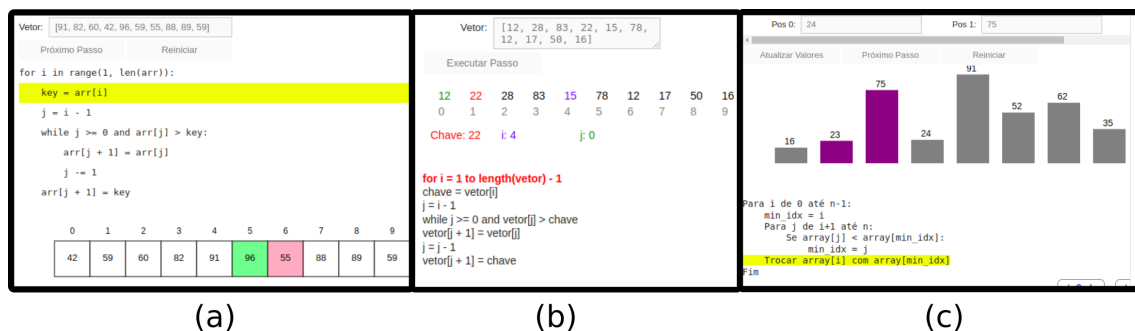 Vetor: [91, 82, 60, 42, 96, 59, 55, 88, 89, 59]
Próximo Passo Reiniciar
for i in range(1, len(arr)):
key = arr[i]
j = i - 1
while j >= 0 and arr[j] > key:
arr[j + 1] = arr[j]
j -= 1
arr[j + 1] = key
0 1 2 3 4 5 6 7 8 9
42 59 60 82 91 96 55 88 89 59
(a)
Vetor: [12, 28, 83, 22, 15, 78,
12, 17, 50, 16]
Executar Passo
12 22 28 83 15 78 12 17 50 16
0 1 2 3 4 5 6 7 8 9
Chave: 22 i: 4 j: 0
for i = 1 to length(vetor) - 1
chave = vetor[i]
j = i - 1
while j >= 0 and vetor[j] > chave
vetor[j + 1] = vetor[j]
j = j - 1
vetor[j + 1] = chave
(b)
Pos 0: 24 Pos 1: 75
Atualizar Valores Próximo Passo Reiniciar
16 23 75 24 91 52 62 35
Para i de 0 até n-1:
min_idx = i
Para j de i+1 até n:
Se array[j] < array[min_idx]:
min_idx = j
Trocar array[i] com array[min_idx]
Fim
(c)